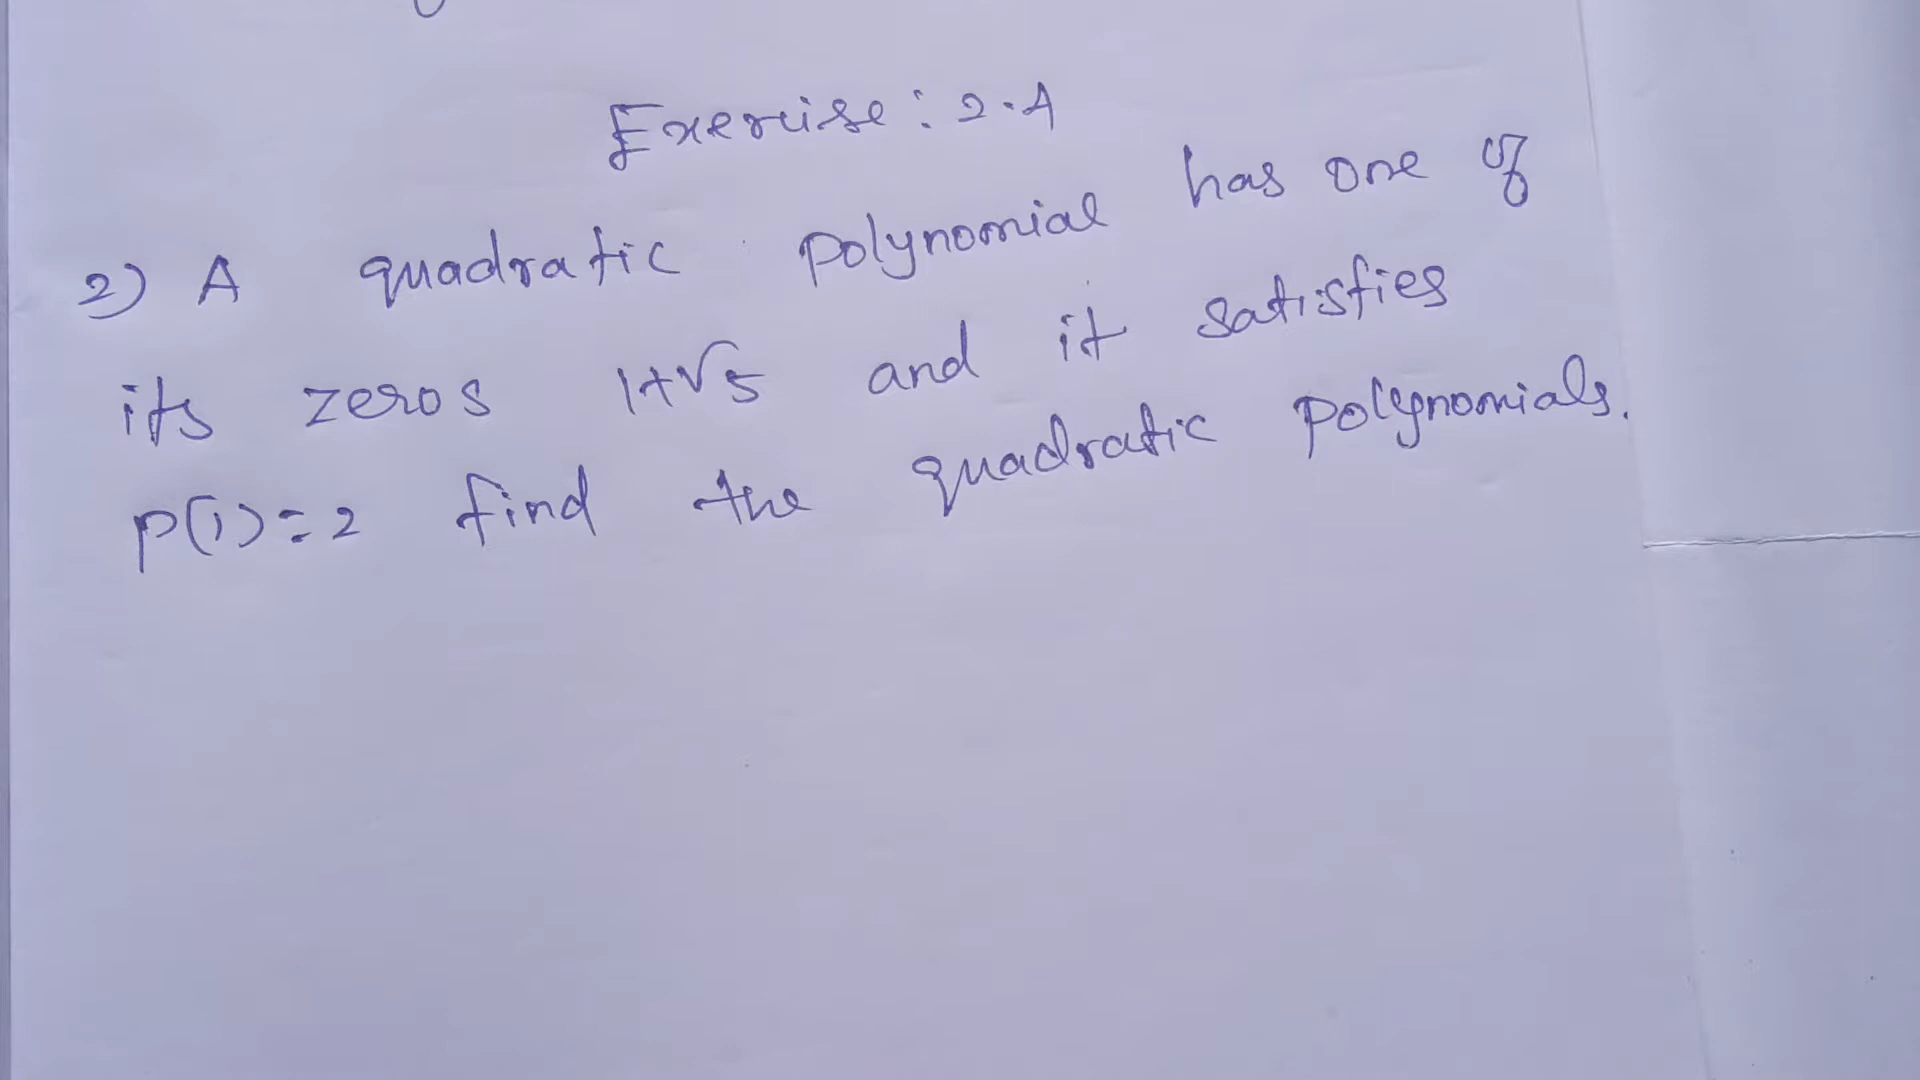 Exercise: 2.A
2) A quadratic polynomial has one of
its zeros 1+√5 and it satisfies
p(1)=2 find the quadratic polynomials.